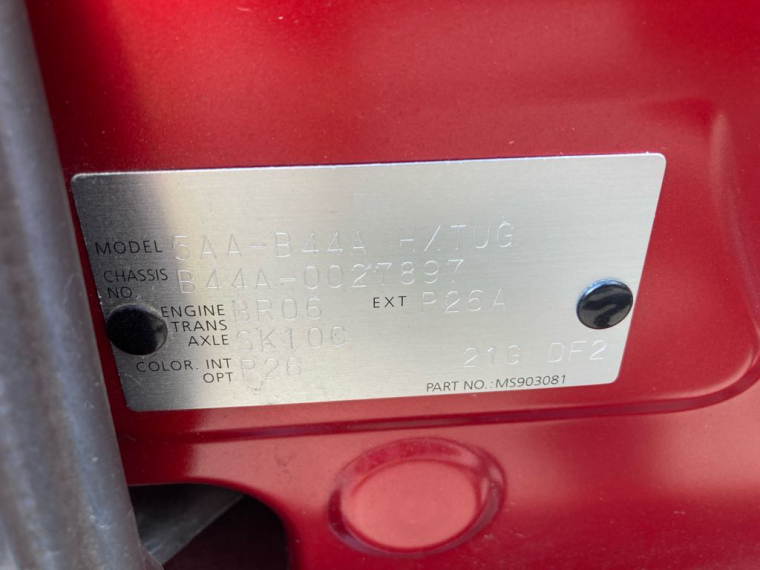 MODEL 5AA-B44A H/TUG
CHASSIS NO. B44A-0027897
ENGINE BR06 EXT P26A
TRANS AXLE SK10C
COLOR. INT P26
OPT 21G DF2
PART NO.:MS903081